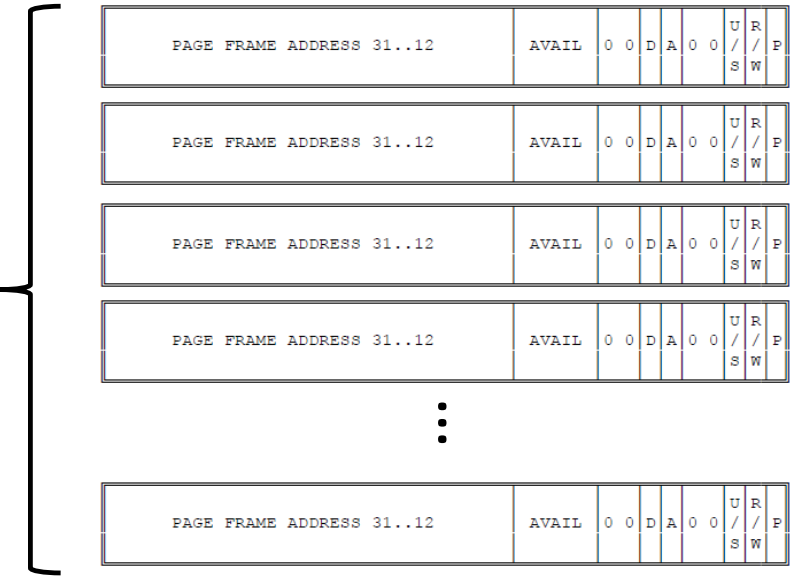 U R
PAGE FRAME ADDRESS 31..12 AVAIL 0 0 D A 0 0 / / P
S W
U R
PAGE FRAME ADDRESS 31..12 AVAIL 0 0 D A 0 0 / / P
S W
U R
PAGE FRAME ADDRESS 31..12 AVAIL 0 0 D A 0 0 / / P
S W
U R
PAGE FRAME ADDRESS 31..12 AVAIL 0 0 D A 0 0 / / P
S W
U R
PAGE FRAME ADDRESS 31..12 AVAIL 0 0 D A 0 0 / / P
S W